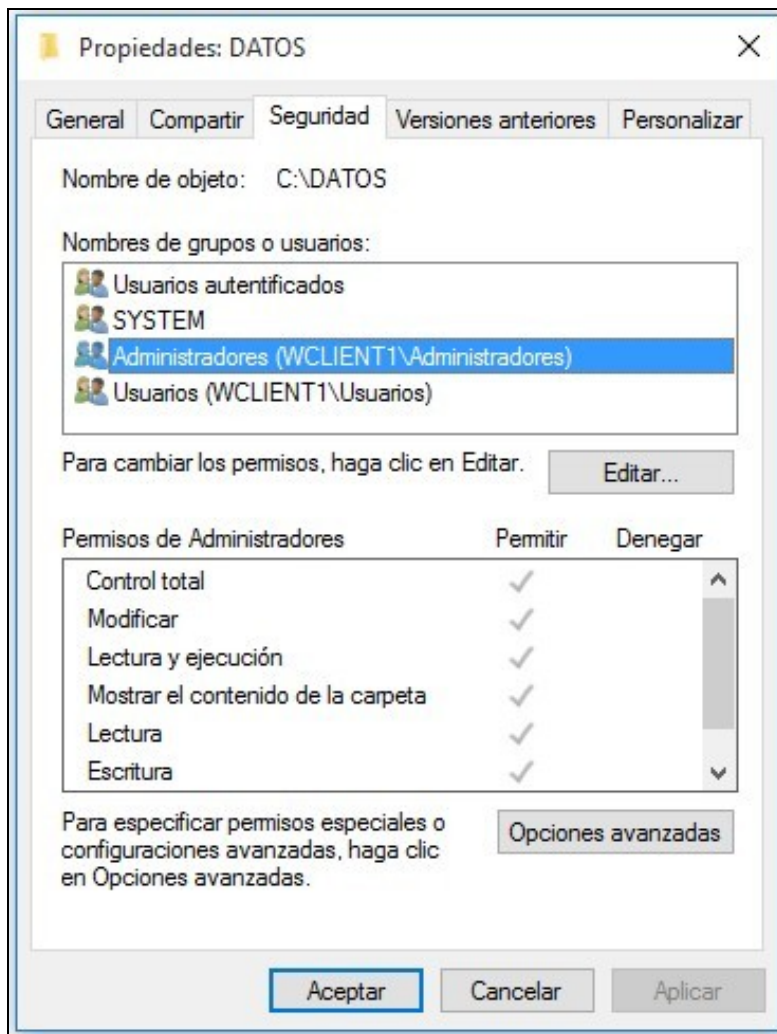 Propiedades: DATOS
General Compartir Seguridad Versiones anteriores Personalizar
Nombre de objeto: C:\DATOS
Nombres de grupos o usuarios:
Usuarios autentificados
SYSTEM
Administradores (WCLIENT1\Administradores)
Usuarios (WCLIENT1\Usuarios)
Para cambiar los permisos, haga clic en Editar. Editar...
Permisos de Administradores Permitir Denegar
Control total
Modificar
Lectura y ejecución
Mostrar el contenido de la carpeta
Lectura
Escritura
Para especificar permisos especiales o
configuraciones avanzadas, haga clic
en Opciones avanzadas.
Opciones avanzadas
Aceptar Cancelar Aplicar